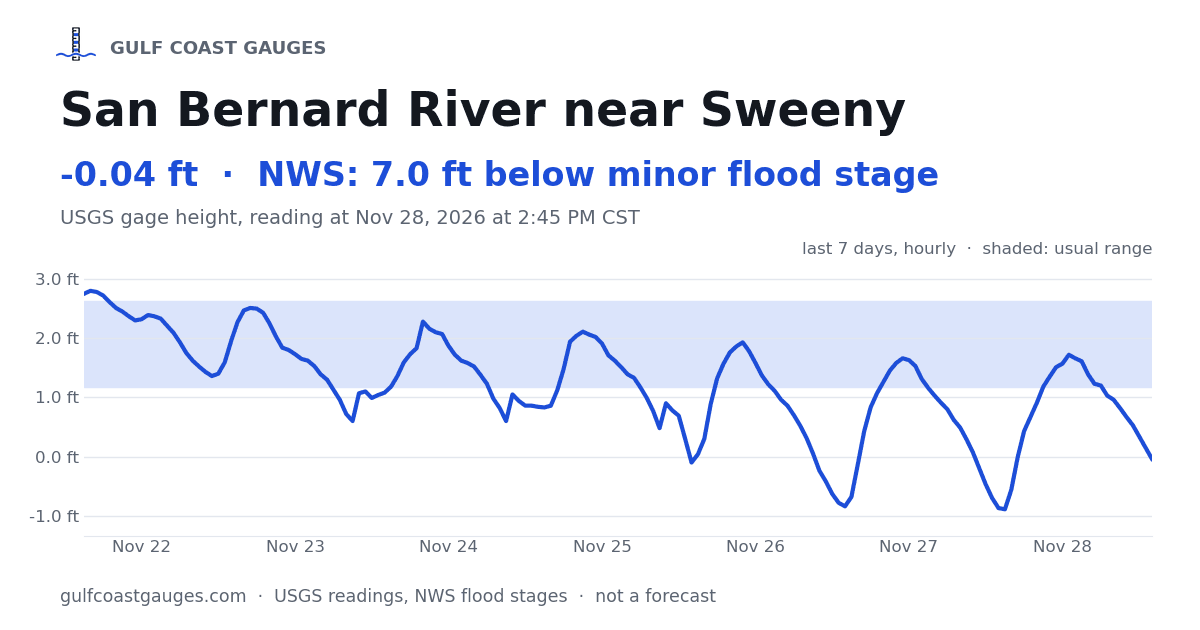 GULF COAST GAUGES
San Bernard River near Sweeny
-0.04 ft · NWS: 7.0 ft below minor flood stage
USGS gage height, reading at Nov 28, 2026 at 2:45 PM CST
last 7 days, hourly · shaded: usual range
3.0 ft
2.0 ft
1.0 ft
0.0 ft
-1.0 ft
Nov 22 Nov 23 Nov 24 Nov 25 Nov 26 Nov 27 Nov 28
gulfcoastgauges.com · USGS readings, NWS flood stages · not a forecast